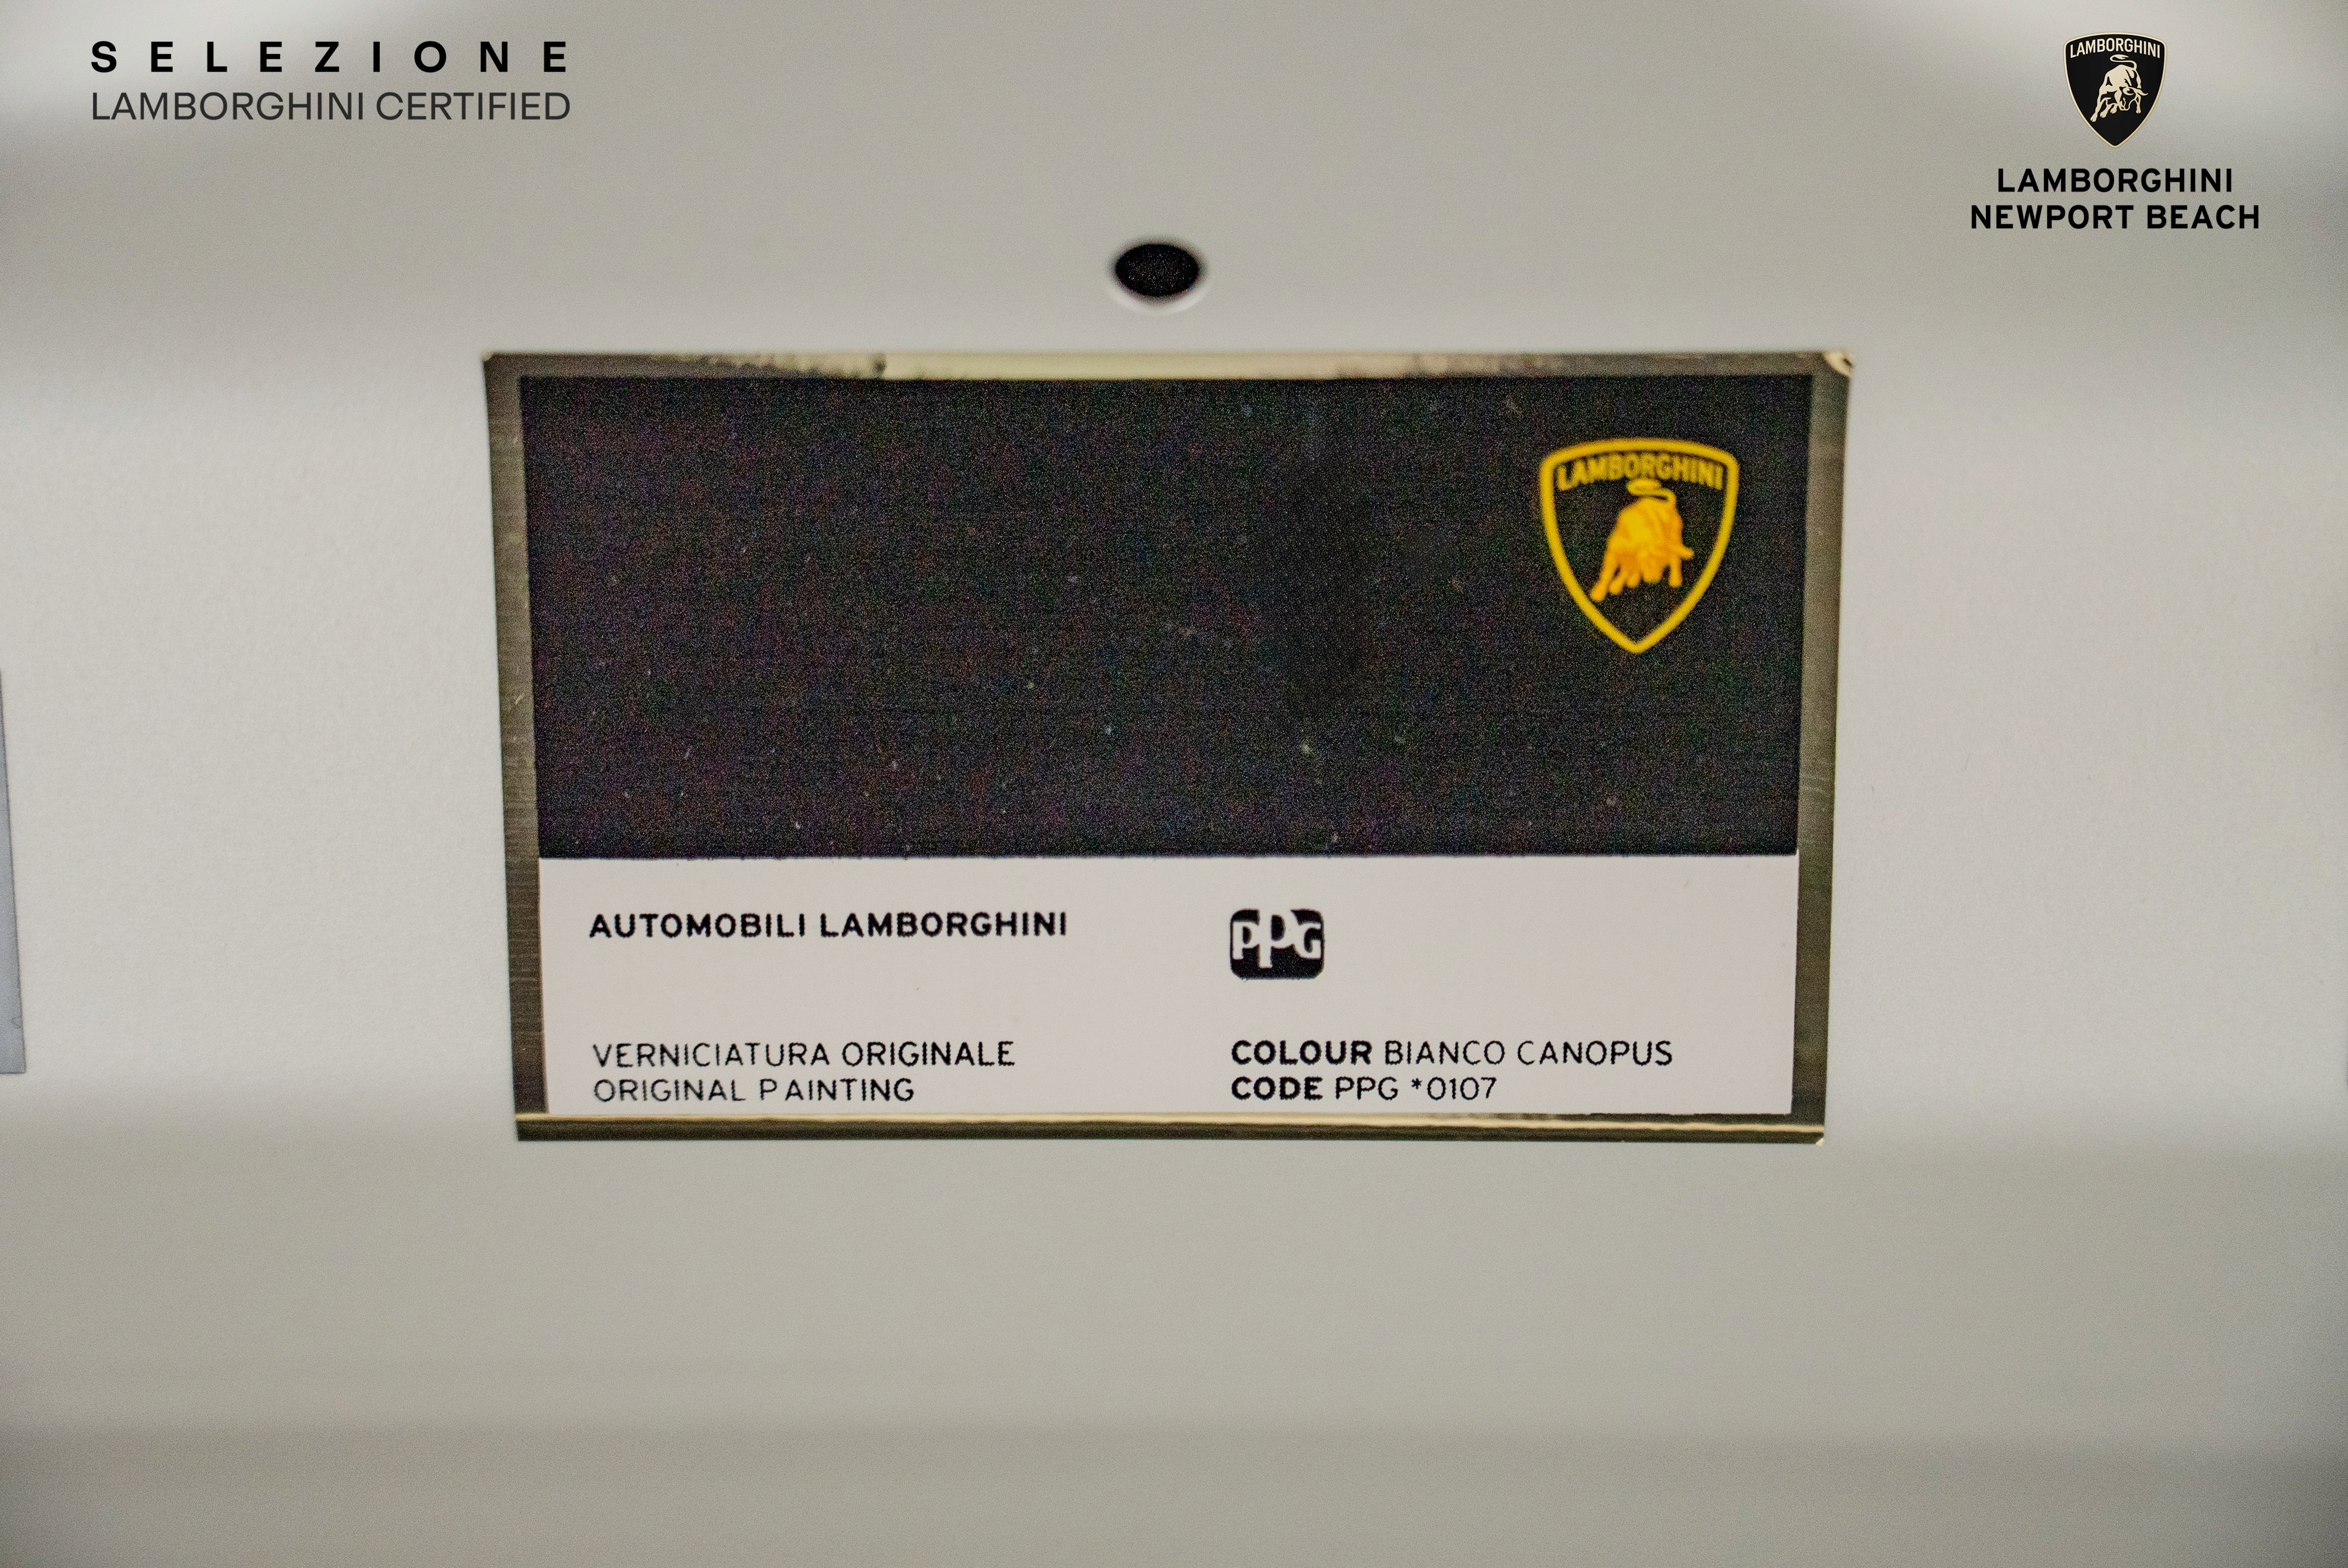 SELEZIONE
LAMBORGHINI CERTIFIED
LAMBORGHINI
LAMBORGHINI
NEWPORT BEACH
LAMBORGHINI
AUTOMOBILI LAMBORGHINI
PPG
VERNICIATURA ORIGINALE
ORIGINAL PAINTING
COLOUR BIANCO CANOPUS
CODE PPG *0107